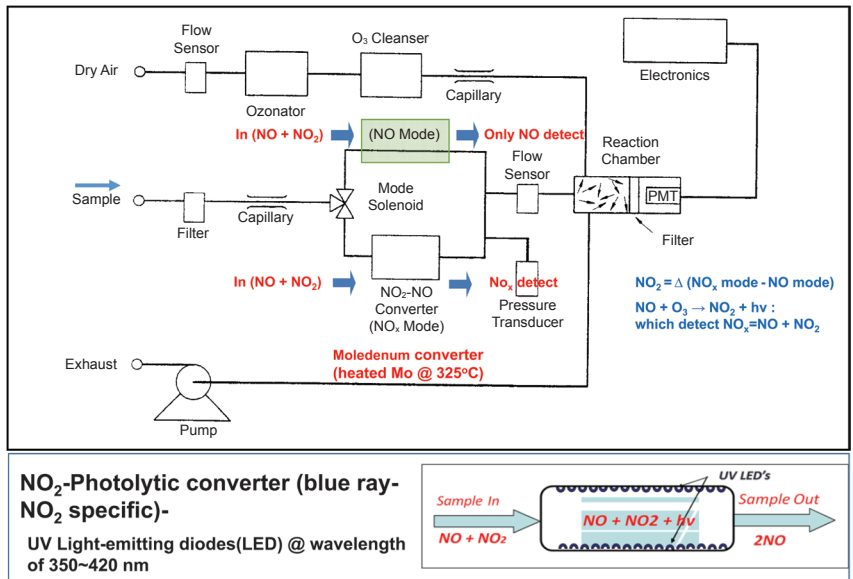 Flow
Sensor
O₃ Cleanser
Dry Air
Ozonator
Capillary
Electronics
In (NO + NO₂)
(NO Mode)
Only NO detect
Reaction
Chamber
Flow
Sensor
Sample
Filter
Capillary
Mode
Solenoid
PMT
Filter
In (NO + NO₂)
NO₂-NO
Converter
(NOₓ Mode)
Noₓ detect
Pressure
Transducer
NO₂ = Δ (NOₓ mode - NO mode)
NO + O₃ → NO₂ + hv :
which detect NOₓ=NO + NO₂
Exhaust
Moledenum converter
(heated Mo @ 325°C)
Pump
NO₂-Photolytic converter (blue ray-
NO₂ specific)-
UV Light-emitting diodes(LED) @ wavelength
of 350~420 nm
UV LED's
Sample In
NO + NO₂
NO + NO2 + hv
Sample Out
2NO